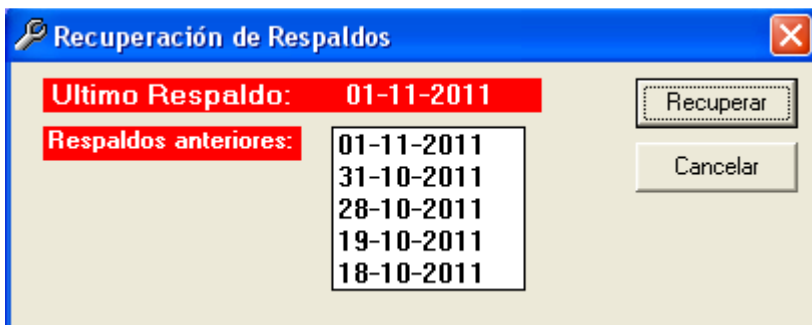 Recuperación de Respaldos
Ultimo Respaldo: 01-11-2011
Recuperar
Respaldos anteriores:
01-11-2011
31-10-2011
28-10-2011
19-10-2011
18-10-2011
Cancelar